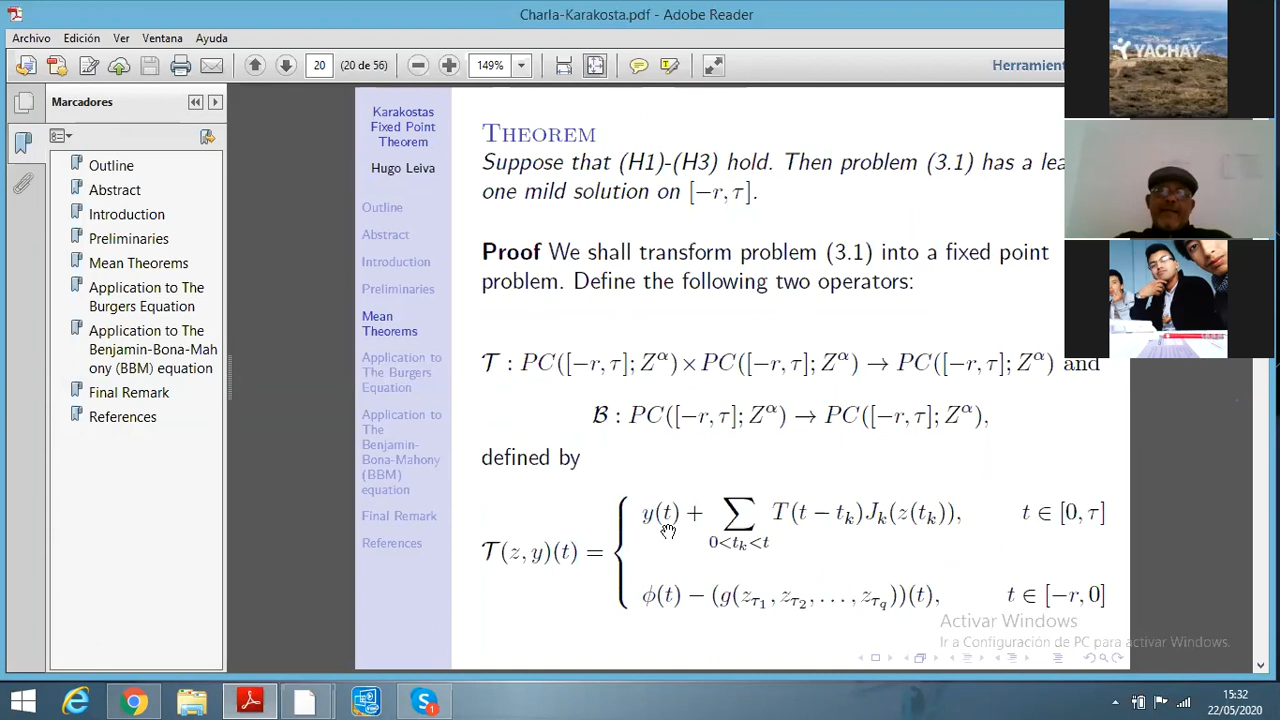 Charla-Karakosta.pdf - Adobe Reader
Archivo Edición Ver Ventana Ayuda
20 (20 de 56) 149% Herramien
Marcadores
Outline
Abstract
Introduction
Preliminaries
Mean Theorems
Application to The
Burgers Equation
Application to The
Benjamin-Bona-Mah
ony (BBM) equation
Final Remark
References
Karakostas
Fixed Point
Theorem
Hugo Leiva
Outline
Abstract
Introduction
Preliminaries
Mean
Theorems
Application to
The Burgers
Equation
Application to
The
Benjamin-
Bona-Mahony
(BBM)
equation
Final Remark
References
THEOREM
Suppose that (H1)-(H3) hold. Then problem (3.1) has a lea
one mild solution on [−r, τ].
Proof We shall transform problem (3.1) into a fixed point
problem. Define the following two operators:
𝒯 : PC([−r, τ]; Z^α)×PC([−r, τ]; Z^α) → PC([−r, τ]; Z^α) and
ℬ : PC([−r, τ]; Z^α) → PC([−r, τ]; Z^α),
defined by
𝒯(z, y)(t) = { y(t) + ∑_{0<t_k<t} T(t − t_k)J_k(z(t_k)), t ∈ [0, τ]
ϕ(t) − (g(z_{τ_1}, z_{τ_2}, . . . , z_{τ_q}))(t), t ∈ [−r, 0]
Activar Windows
Ir a Configuración de PC para activar Windows.
YACHAY
15:32
22/05/2020